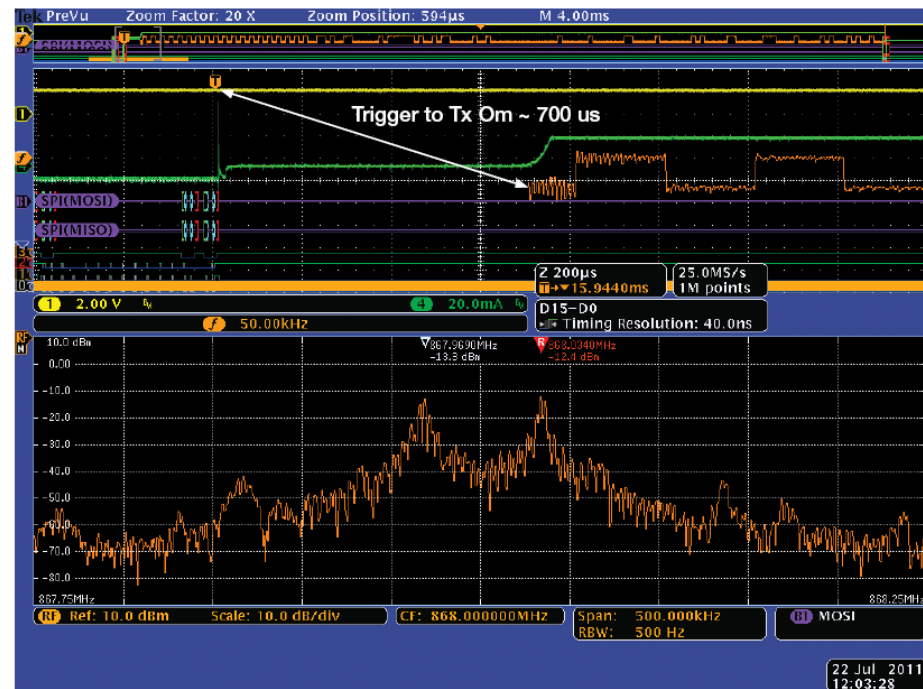 Tek PreVu Zoom Factor: 20 X Zoom Position: 594µs M 4.00ms
Trigger to Tx Om ~ 700 us
SPI(MOSI)
SPI(MISO)
Z 200µs
15.9440ms
25.0MS/s
1M points
1 2.00 V
4 20.0mA
D15-D0
Timing Resolution: 40.0ns
f 50.00kHz
10.0 dBm
867.9690MHz
-13.3 dBm
R
868.0340MHz
-12.4 dBm
0.00
-10.0
-20.0
-30.0
-40.0
-50.0
-60.0
-70.0
-80.0
867.75MHz
868.25MHz
RF Ref: 10.0 dBm Scale: 10.0 dB/div
CF: 868.000000MHz
Span: 500.000kHz
RBW: 500 Hz
B1 MOSI
22 Jul 2011
12:03:28